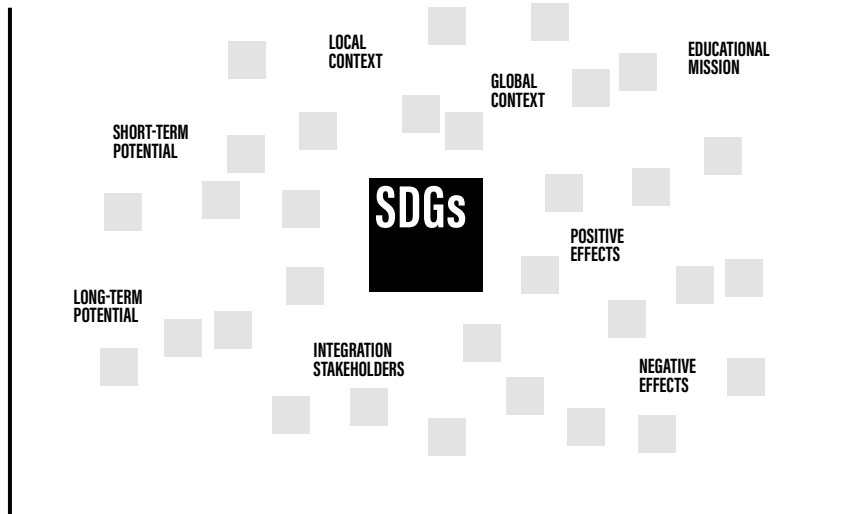 LOCAL
CONTEXT
EDUCATIONAL
MISSION
GLOBAL
CONTEXT
SHORT-TERM
POTENTIAL
SDGs
POSITIVE
EFFECTS
LONG-TERM
POTENTIAL
INTEGRATION
STAKEHOLDERS
NEGATIVE
EFFECTS